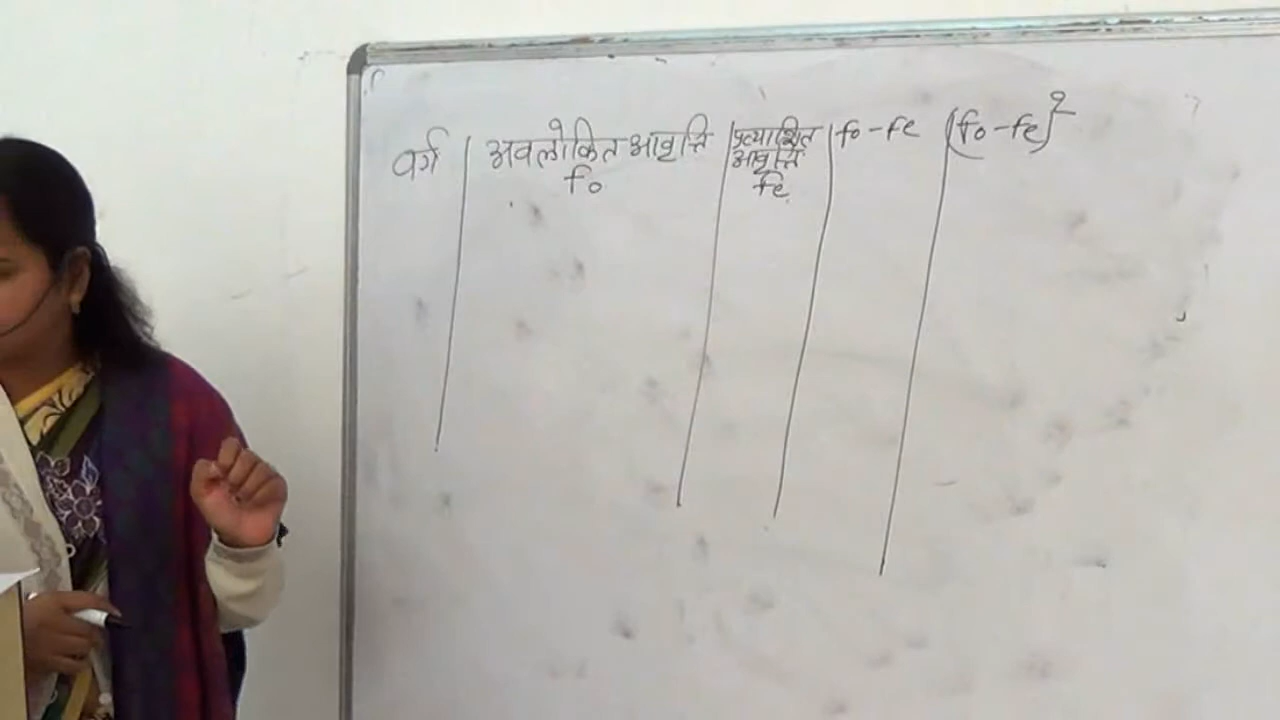 वर्ग अवलोकित आवृत्ति प्रत्याशित fo-fe (fo-fe)²
आवृत्ति
fo fe